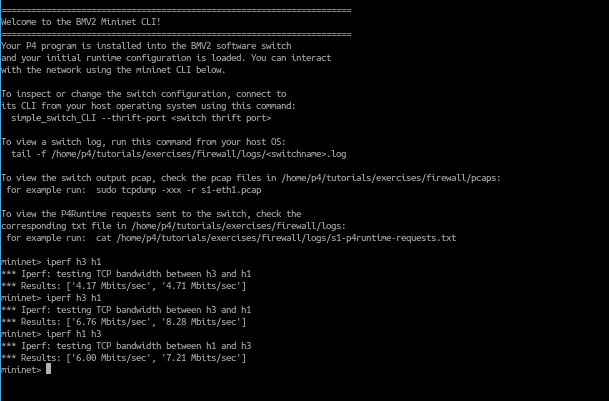 ======================================================================
Welcome to the BMV2 Mininet CLI!
======================================================================
Your P4 program is installed into the BMV2 software switch
and your initial runtime configuration is loaded. You can interact
with the network using the mininet CLI below.

To inspect or change the switch configuration, connect to
its CLI from your host operating system using this command:
  simple_switch_CLI --thrift-port <switch thrift port>

To view a switch log, run this command from your host OS:
  tail -f /home/p4/tutorials/exercises/firewall/logs/<switchname>.log

To view the switch output pcap, check the pcap files in /home/p4/tutorials/exercises/firewall/pcaps:
 for example run:  sudo tcpdump -xxx -r s1-eth1.pcap

To view the P4Runtime requests sent to the switch, check the
corresponding txt file in /home/p4/tutorials/exercises/firewall/logs:
 for example run:  cat /home/p4/tutorials/exercises/firewall/logs/s1-p4runtime-requests.txt

mininet> iperf h3 h1
*** Iperf: testing TCP bandwidth between h3 and h1
*** Results: ['4.17 Mbits/sec', '4.71 Mbits/sec']
mininet> iperf h3 h1
*** Iperf: testing TCP bandwidth between h3 and h1
*** Results: ['6.76 Mbits/sec', '8.28 Mbits/sec']
mininet> iperf h1 h3
*** Iperf: testing TCP bandwidth between h1 and h3
*** Results: ['6.00 Mbits/sec', '7.21 Mbits/sec']
mininet>